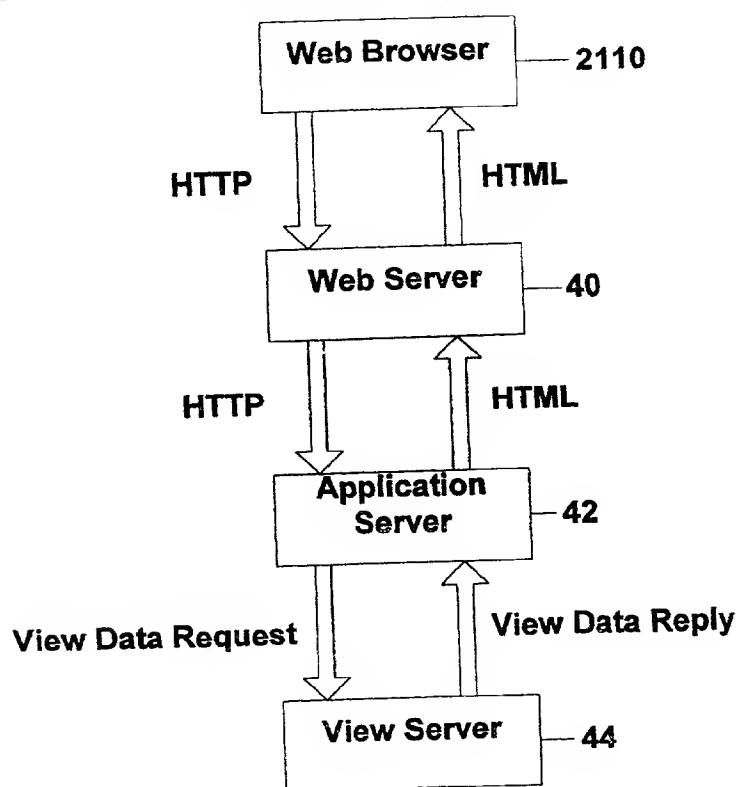 Web Browser
2110
HTTP
HTML
Web Server
40
HTTP
HTML
Application
Server
42
View Data Request
View Data Reply
View Server
44